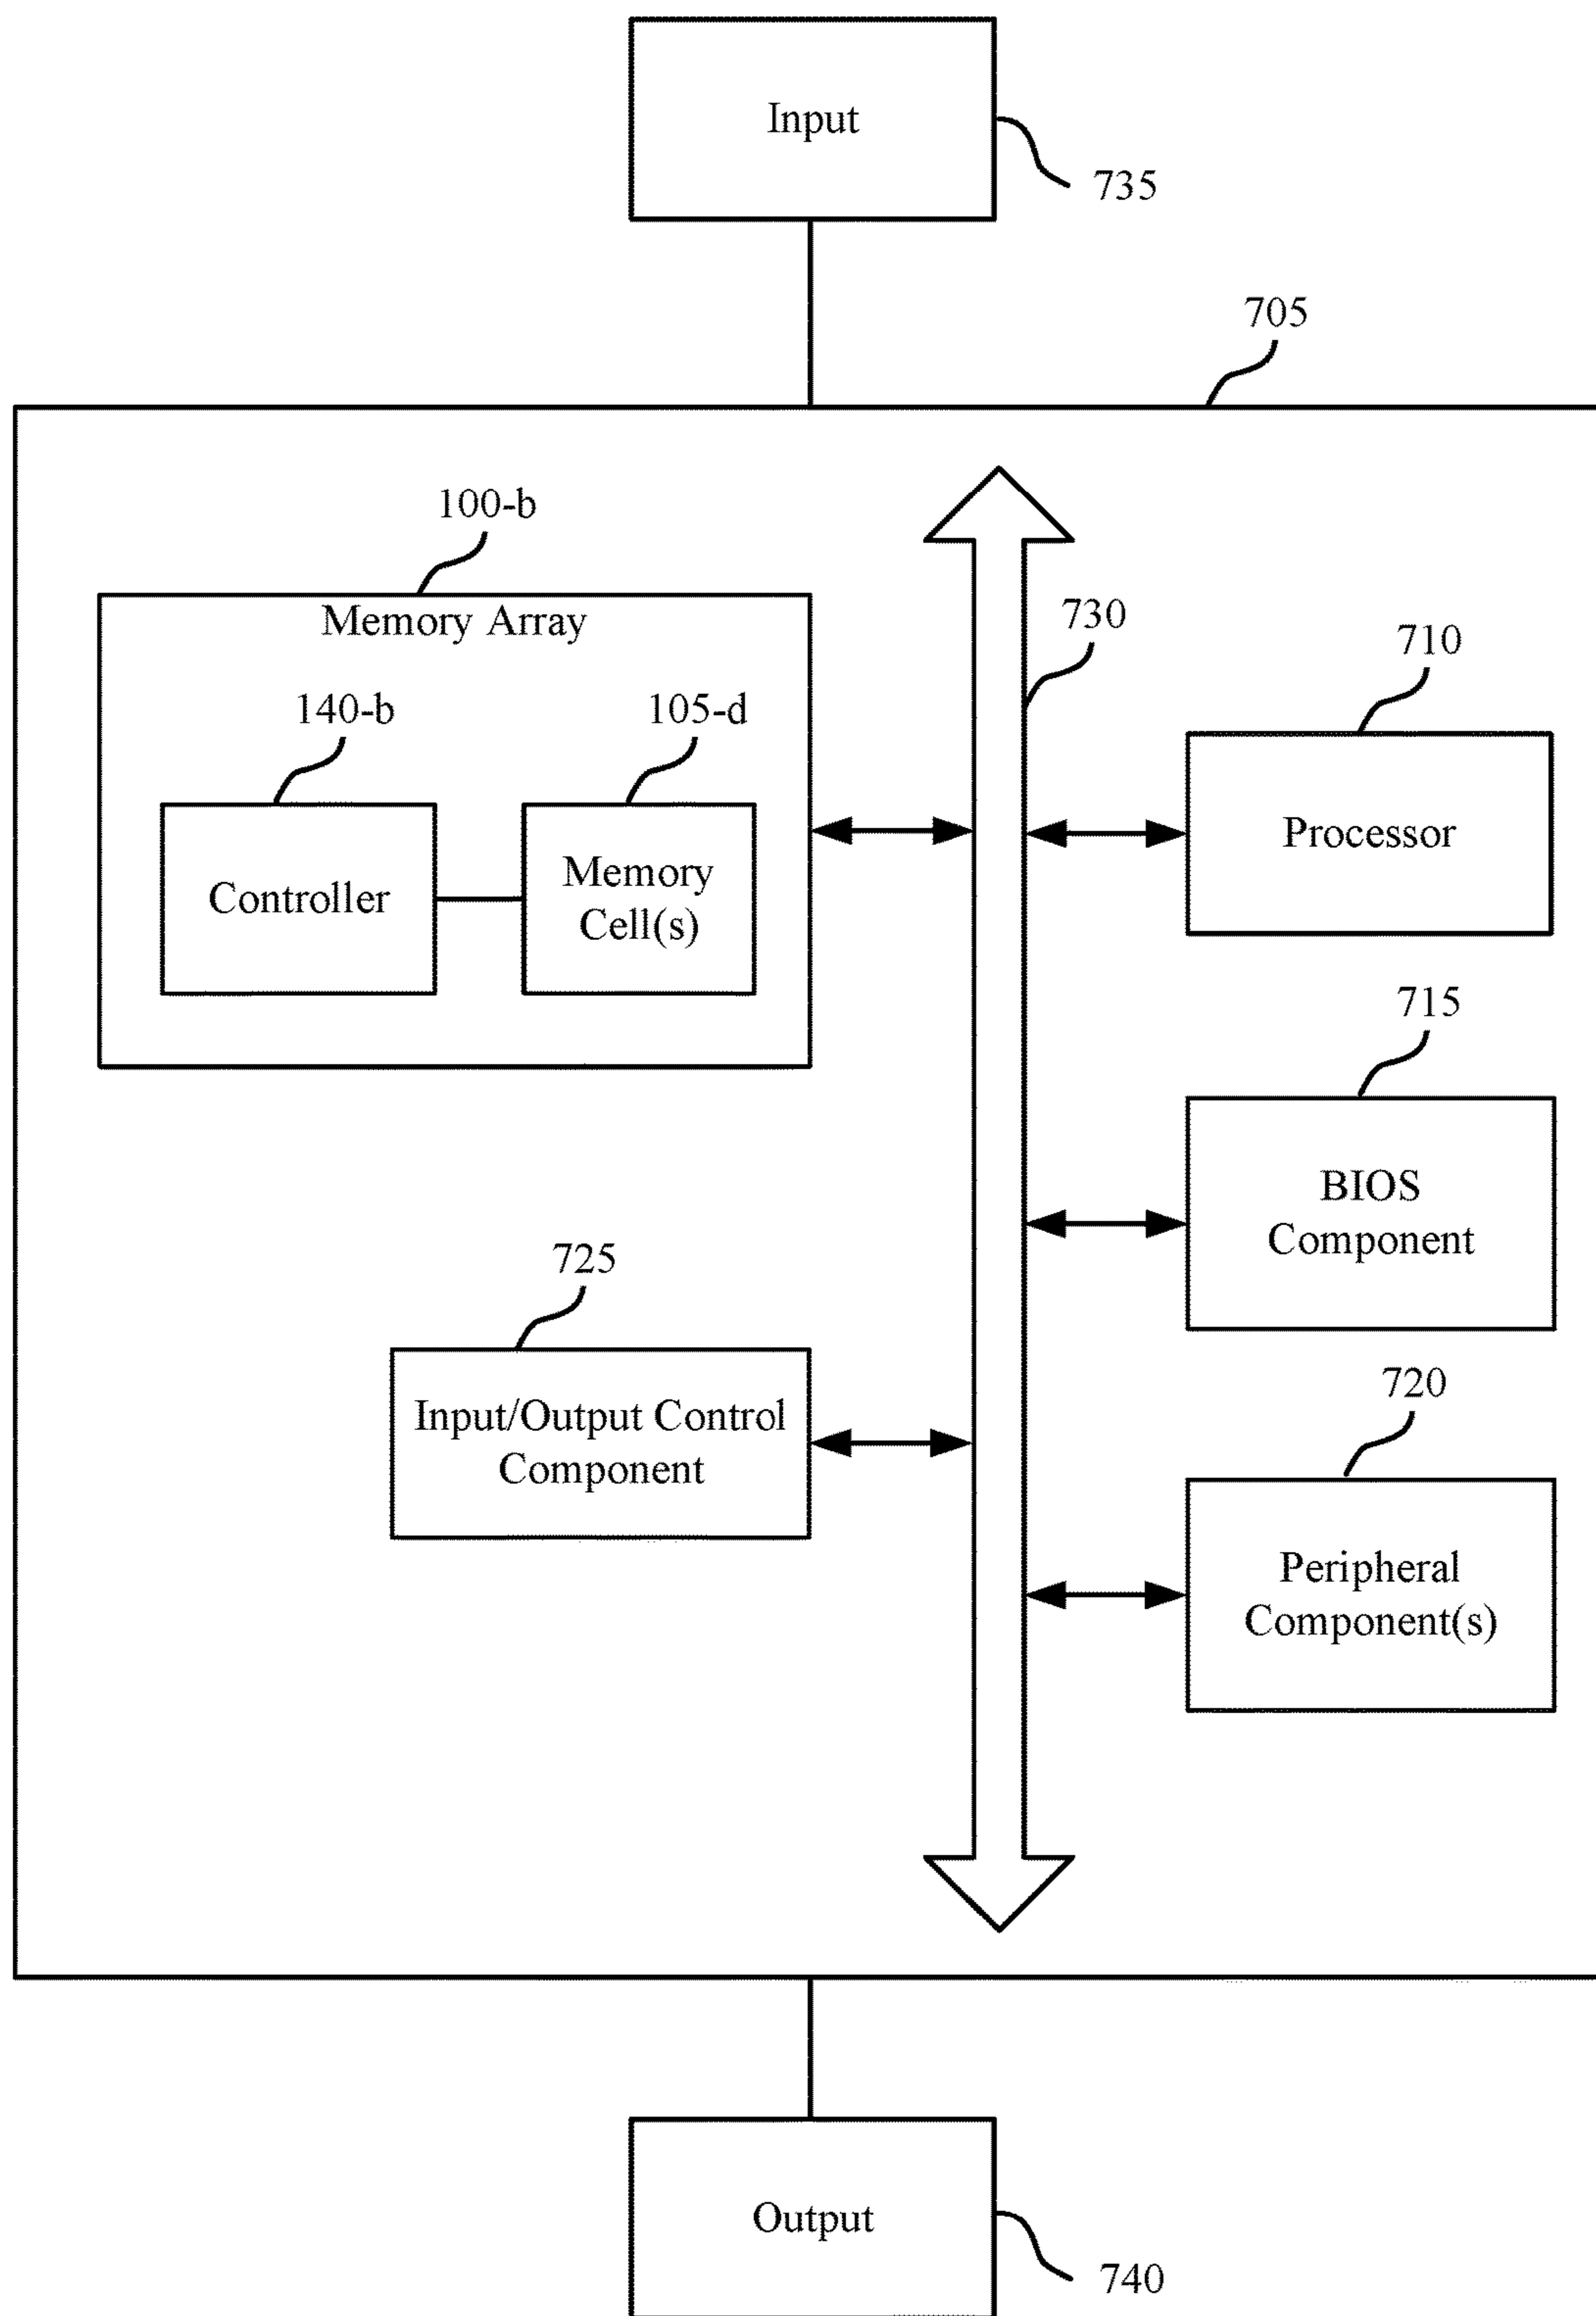 Input
735
705
100-b
Memory Array
730
710
140-b
105-d
Controller
Memory
Cell(s)
Processor
715
BIOS
Component
725
Input/Output Control
Component
720
Peripheral
Component(s)
Output
740